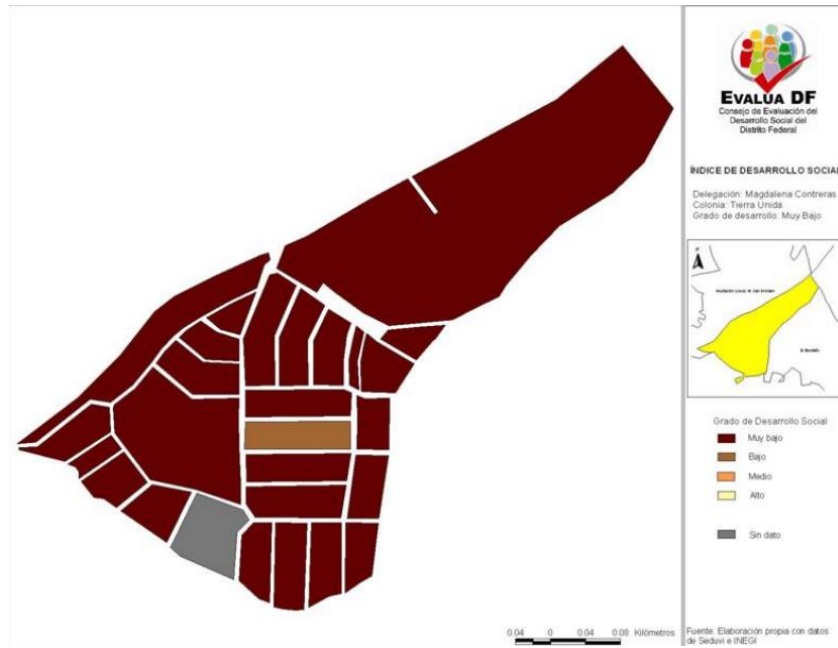 EVALÚA DF
Consejo de Evaluación del
Desarrollo Social del
Distrito Federal
ÍNDICE DE DESARROLLO SOCIAL
Delegación: Magdalena Contreras
Colonia: Tierra Unida
Grado de desarrollo: Muy Bajo
Grado de Desarrollo Social
Muy bajo
Bajo
Medio
Alto
Sin dato
0.04 0 0.04 0.08 Kilómetros
Fuente: Elaboración propia con datos
de Seduvi e INEGI